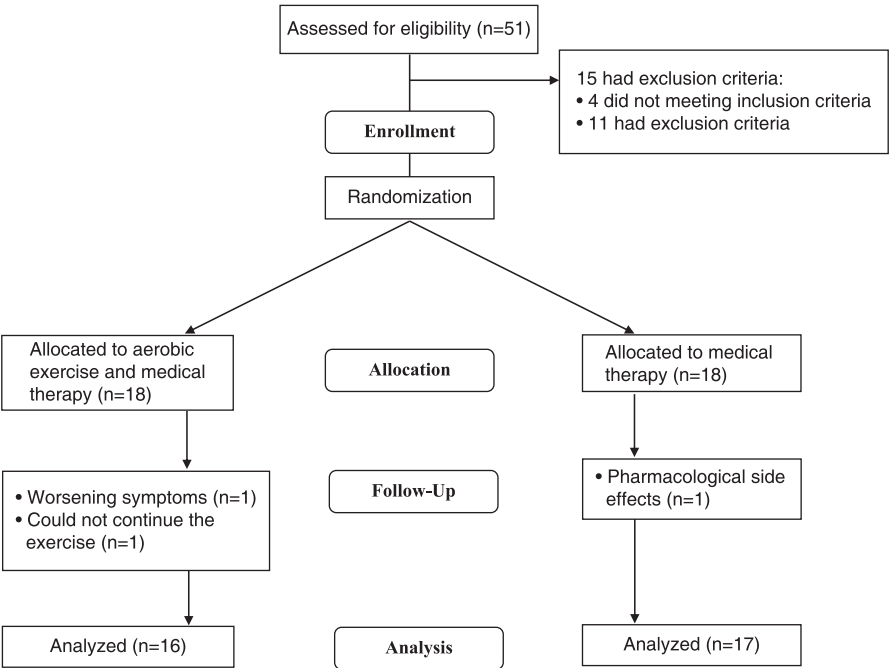 Assessed for eligibility (n=51)
15 had exclusion criteria:
• 4 did not meeting inclusion criteria
• 11 had exclusion criteria
Enrollment
Randomization
Allocated to aerobic
exercise and medical
therapy (n=18)
Allocation
Allocated to medical
therapy (n=18)
• Worsening symptoms (n=1)
• Could not continue the
exercise (n=1)
Follow-Up
• Pharmacological side
effects (n=1)
Analyzed (n=16)
Analysis
Analyzed (n=17)